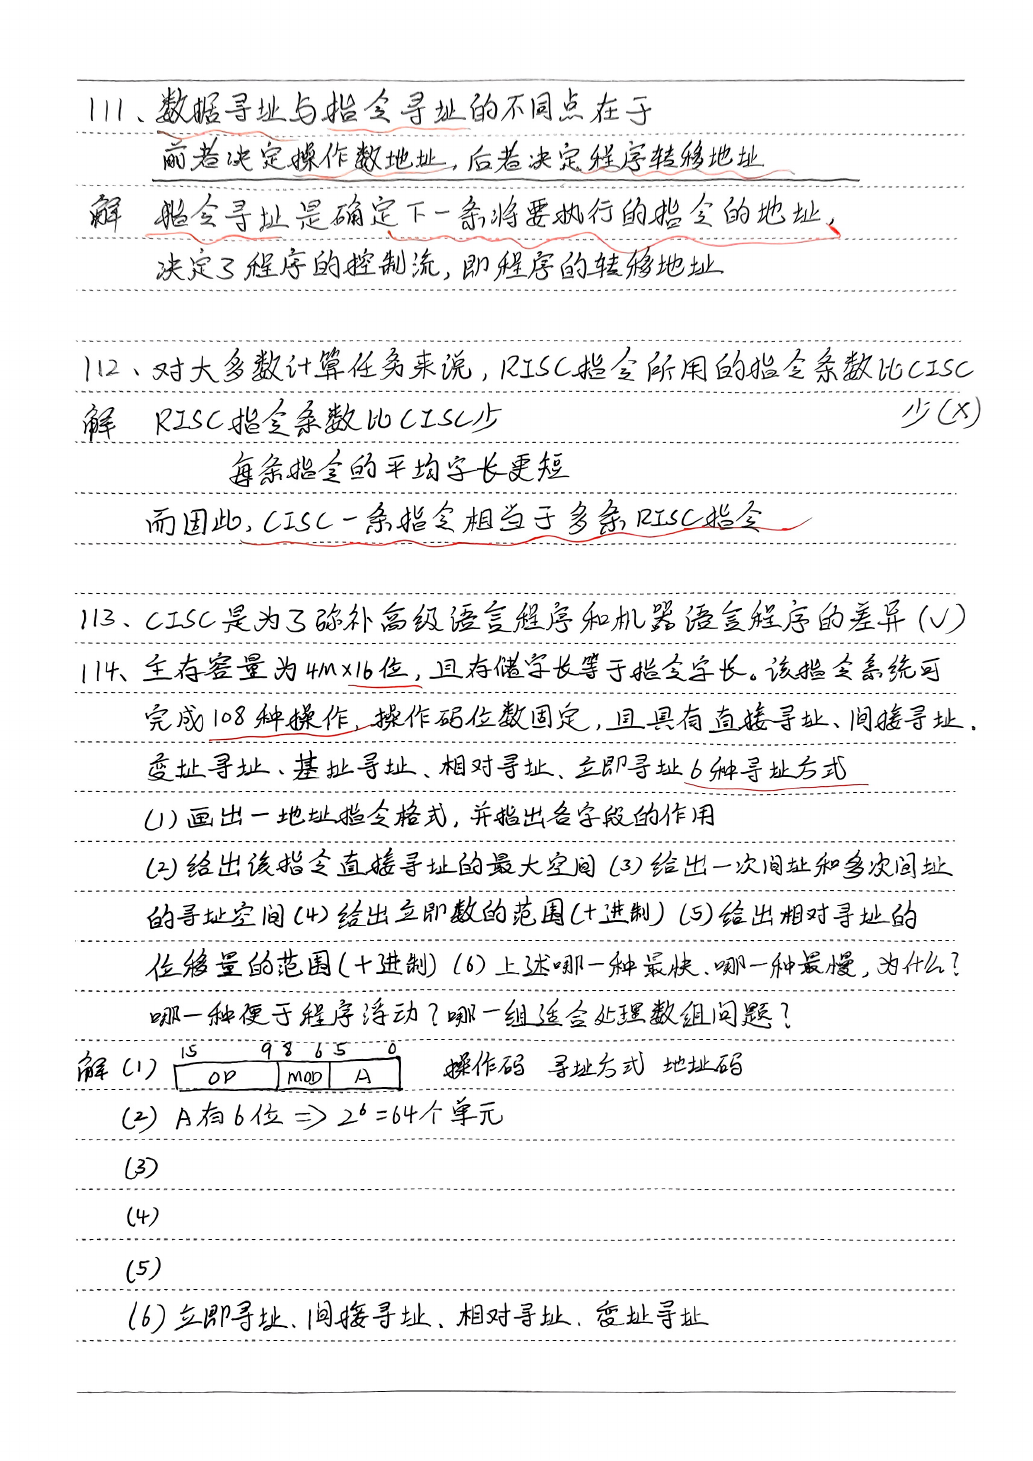 111、数据寻址与指令寻址的不同点在于
前者决定操作数地址，后者决定程序转移地址
解 指令寻址是确定下一条将要执行的指令的地址，
决定了程序的控制流，即程序的转移地址
112、对大多数计算任务来说，RISC指令所用的指令条数比CISC
少(×)
解 RISC指令条数比CISC少
每条指令的平均字长更短
而因此，CISC一条指令相当于多条RISC指令
113、CISC是为了弥补高级语言程序和机器语言程序的差异(√)
114、主存容量为4M×16位，且存储字长等于指令字长。该指令系统可
完成108种操作，操作码位数固定，且具有直接寻址、间接寻址、
变址寻址、基址寻址、相对寻址、立即寻址6种寻址方式
(1)画出一地址指令格式，并指出各字段的作用
(2)给出该指令直接寻址的最大空间 (3)给出一次间址和多次间址
的寻址空间(4)给出立即数的范围(十进制) (5)给出相对寻址的
位移量的范围(十进制) (6)上述哪一种最快、哪一种最慢，为什么？
哪一种便于程序浮动？哪一组适合处理数组问题？
15 9 8 6 5 0
解 (1) OP MOD A 操作码 寻址方式 地址码
(2) A有6位 => 2⁶=64个单元
(3)
(4)
(5)
(6)立即寻址、间接寻址、相对寻址、变址寻址